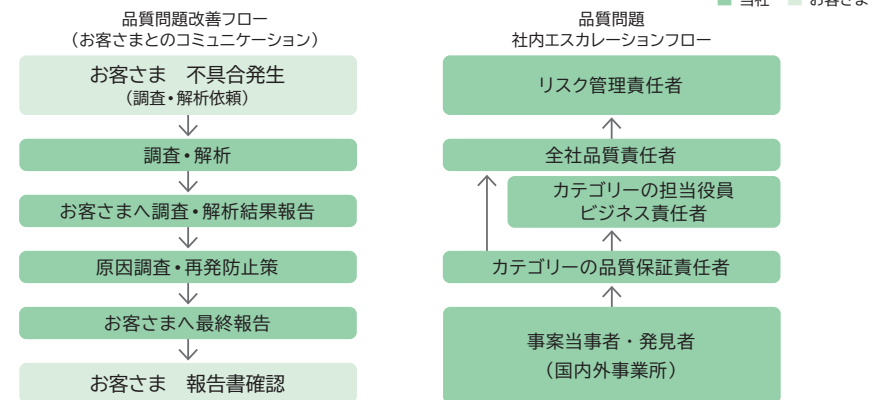 当社 お客さま
品質問題改善フロー
（お客さまとのコミュニケーション）
お客さま　不具合発生
（調査・解析依頼）
調査・解析
お客さまへ調査・解析結果報告
原因調査・再発防止策
お客さまへ最終報告
お客さま　報告書確認
品質問題
社内エスカレーションフロー
リスク管理責任者
全社品質責任者
カテゴリーの担当役員
ビジネス責任者
カテゴリーの品質保証責任者
事案当事者・発見者
（国内外事業所）